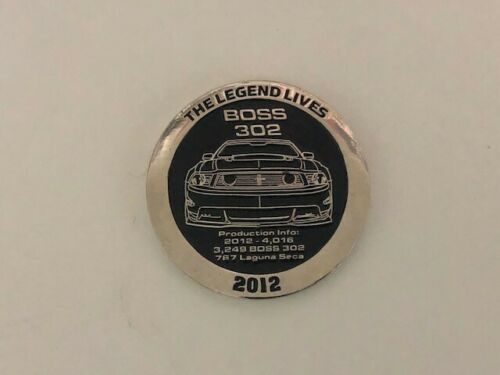 THE LEGEND LIVES
BOSS
302
Production Info:
2012 - 4,016
3,249 BOSS 302
767 Laguna Seca
2012